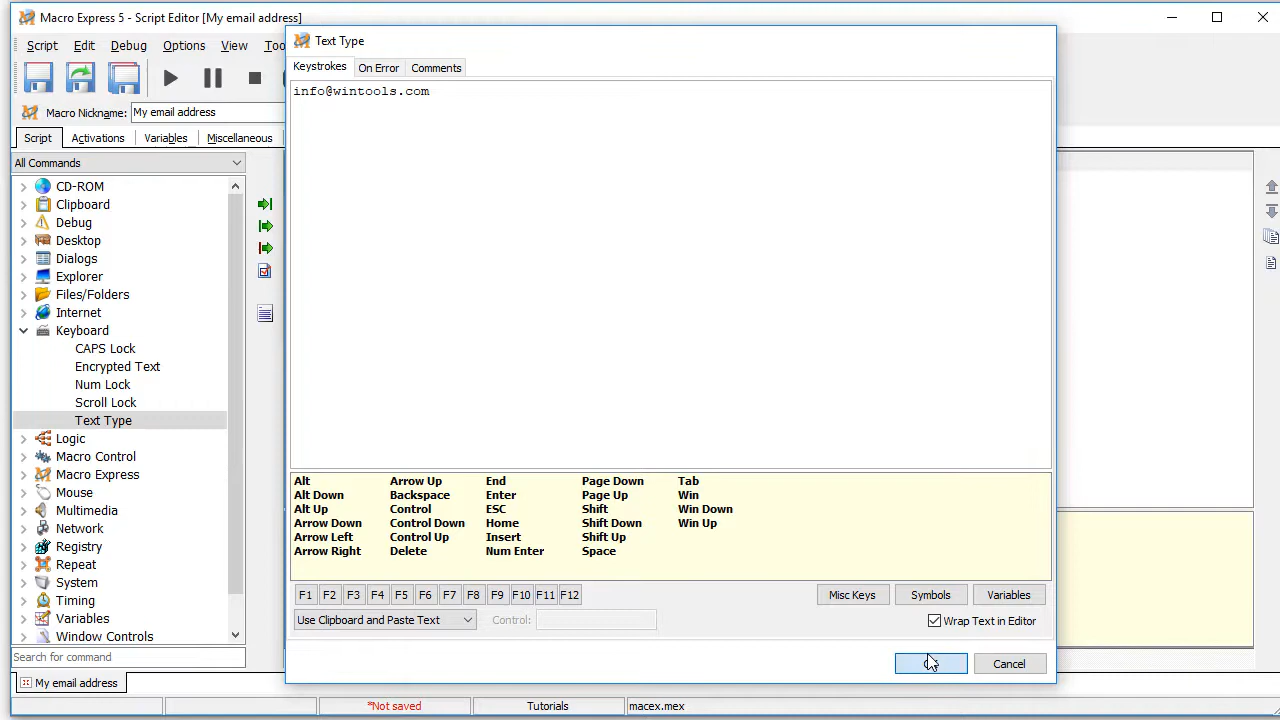 Macro Express 5 - Script Editor [My email address]
Text Type
Script Edit Debug Options View
Keystrokes On Error Comments
info@wintools.com
Macro Nickname: My email address
Script Activations Variables Miscellaneous
All Commands
CD-ROM
Clipboard
Debug
Desktop
Dialogs
Explorer
Files/Folders
Internet
Keyboard
CAPS Lock
Encrypted Text
Num Lock
Scroll Lock
Text Type
Logic
Macro Control
Macro Express
Mouse
Multimedia
Network
Registry
Repeat
System
Timing
Variables
Window Controls
Search for command
Alt Arrow Up End Page Down Tab
Alt Down Backspace Enter Page Up Win
Alt Up Control ESC Shift Win Down
Arrow Down Control Down Home Shift Down Win Up
Arrow Left Control Up Insert Shift Up
Arrow Right Delete Num Enter Space
F1 F2 F3 F4 F5 F6 F7 F8 F9 F10 F11 F12
Misc Keys Symbols Variables
Use Clipboard and Paste Text Control:
Wrap Text in Editor
Cancel
My email address
*Not saved Tutorials macex.mex